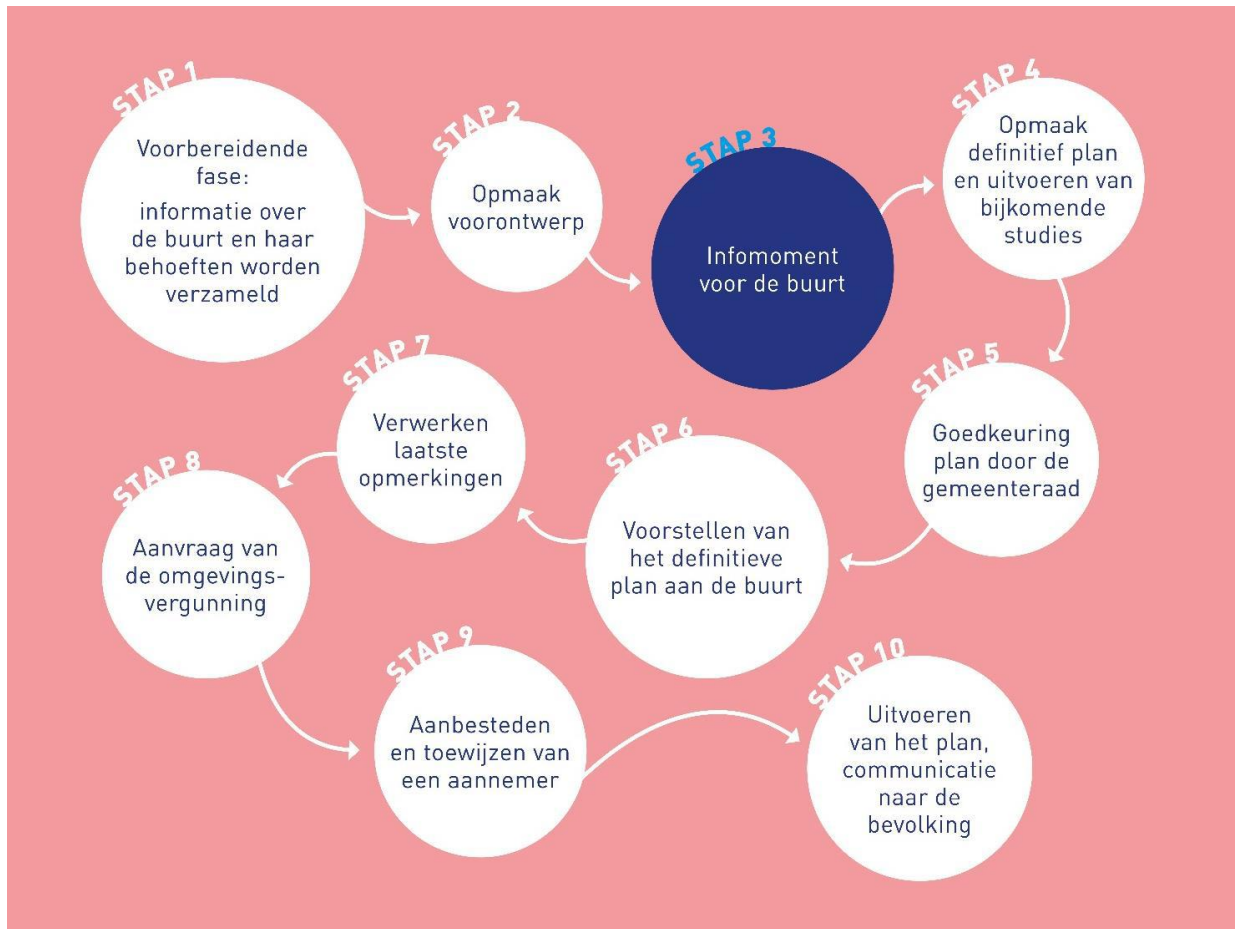 STAP 1
Voorbereidende
fase:
informatie over
de buurt en haar
behoeften worden
verzameld
STAP 2
Opmaak
voorontwerp
STAP 3
Infomoment
voor de buurt
STAP 4
Opmaak
definitief plan
en uitvoeren van
bijkomende
studies
STAP 5
Goedkeuring
plan door de
gemeenteraad
STAP 6
Voorstellen van
het definitieve
plan aan de buurt
STAP 7
Verwerken
laatste
opmerkingen
STAP 8
Aanvraag van
de omgevings-
vergunning
STAP 9
Aanbesteden
en toewijzen van
een aannemer
STAP 10
Uitvoeren
van het plan,
communicatie
naar de
bevolking